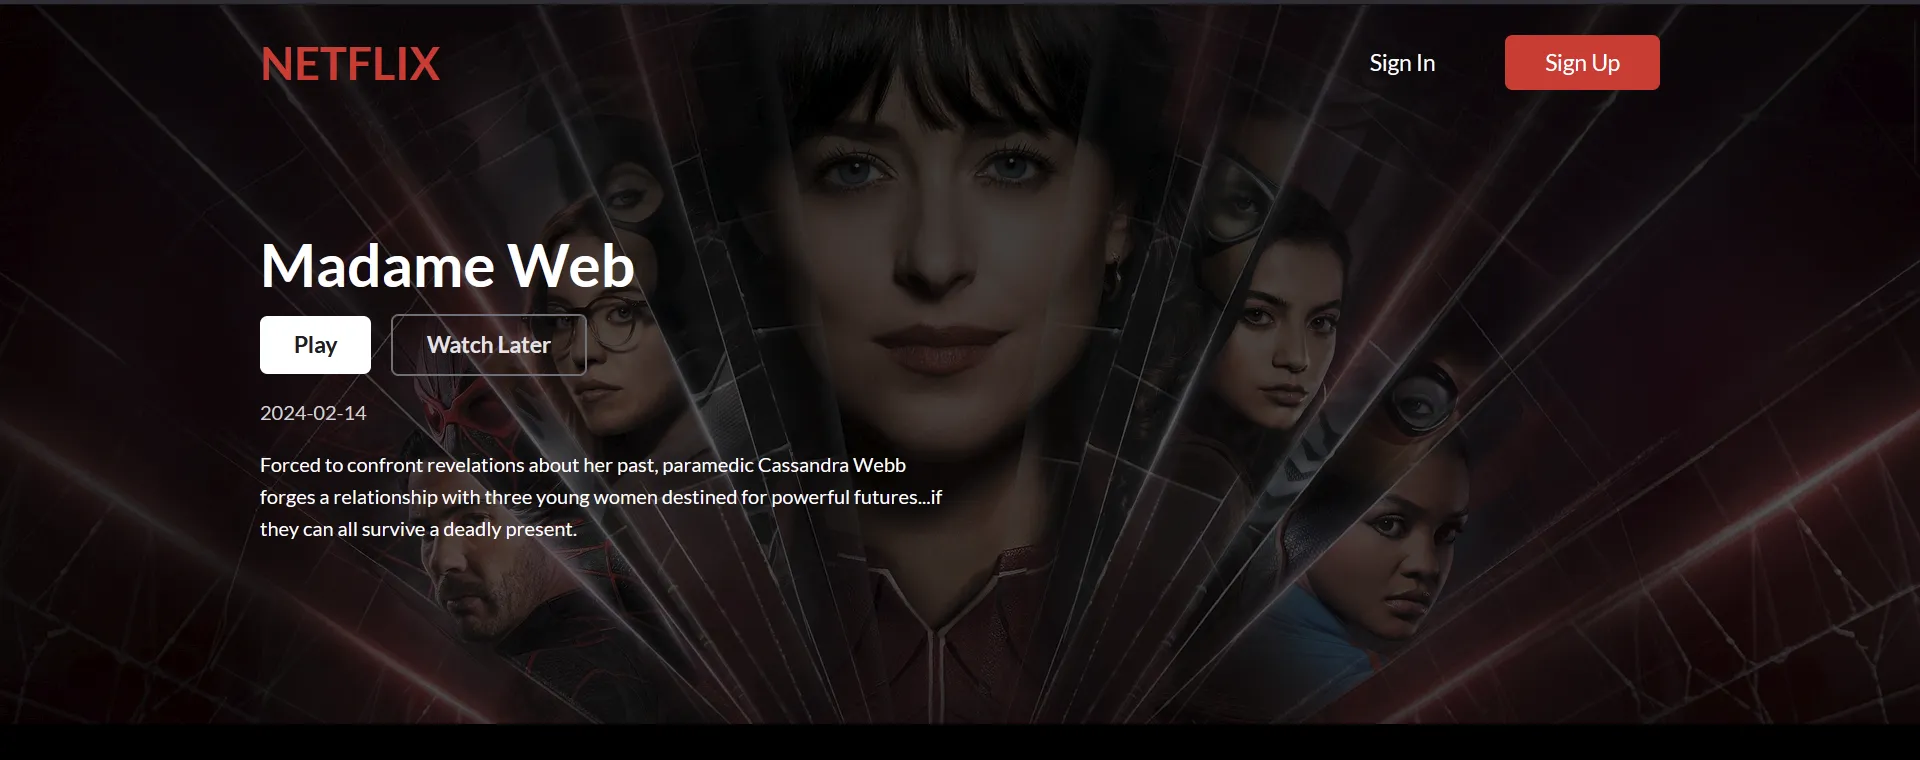 NETFLIX
Sign In
Sign Up
Madame Web
Play
Watch Later
2024-02-14
Forced to confront revelations about her past, paramedic Cassandra Webb
forges a relationship with three young women destined for powerful futures...if
they can all survive a deadly present.